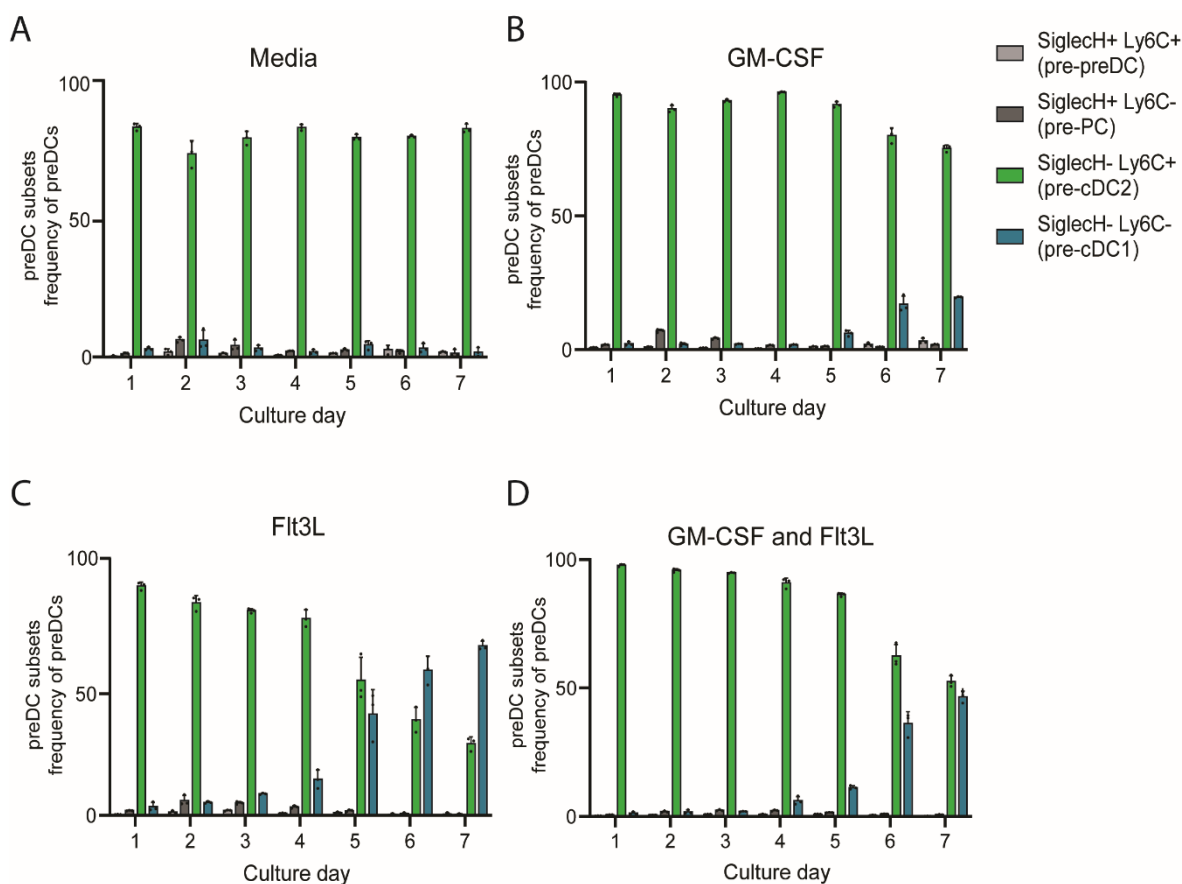 A
Media
100
50
0
preDC subsets
frequency of preDCs
1 2 3 4 5 6 7
Culture day
B
GM-CSF
100
50
0
preDC subsets
frequency of preDCs
1 2 3 4 5 6 7
Culture day
SiglecH+ Ly6C+
(pre-preDC)
SiglecH+ Ly6C-
(pre-PC)
SiglecH- Ly6C+
(pre-cDC2)
SiglecH- Ly6C-
(pre-cDC1)
C
Flt3L
100
50
0
preDC subsets
frequency of preDCs
1 2 3 4 5 6 7
Culture day
D
GM-CSF and Flt3L
100
50
0
preDC subsets
frequency of preDCs
1 2 3 4 5 6 7
Culture day